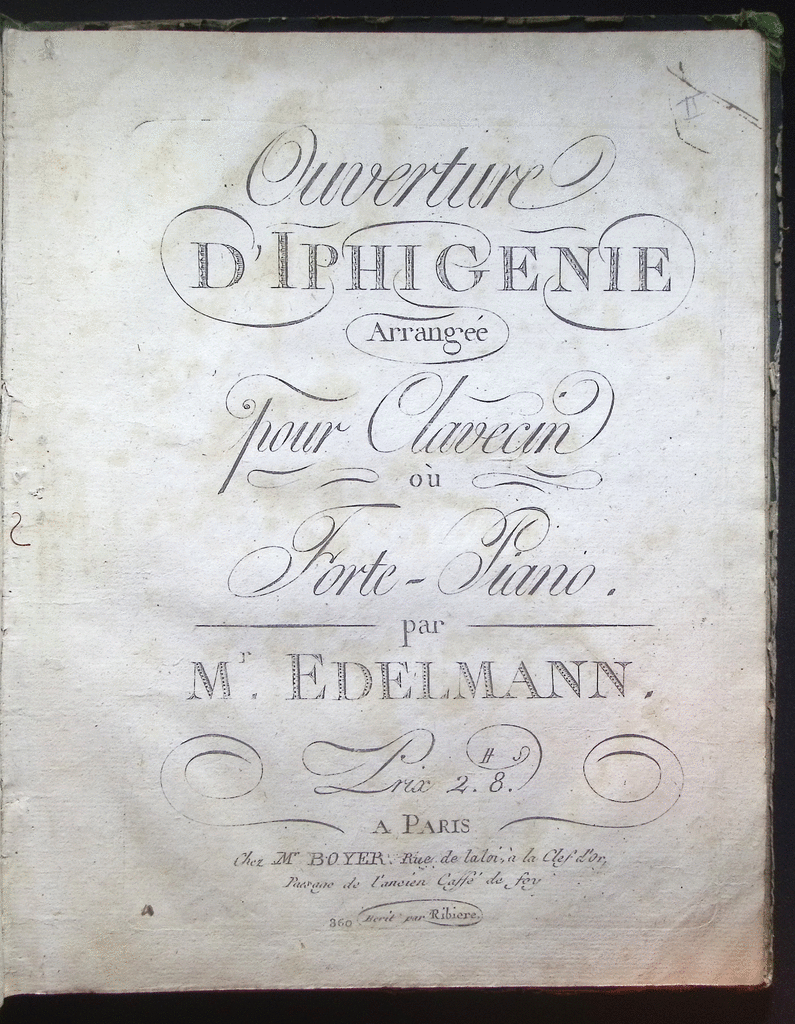 II
Ouverture
D'IPHIGENIE
Arrangée
pour Clavecin
où
Forte-Piano.
par
Mr. EDELMANN.
Prix 2.H 8.S
A PARIS
Chez Mr BOYER, Rue de la loi, a la Clef d'Or,
Passage de l'ancien Caffé de foy
360 Ecrit par Ribiere.